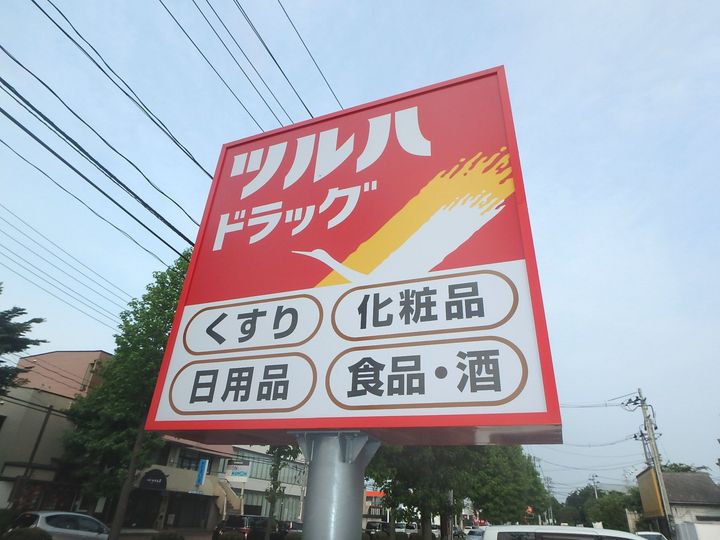 ツルハ
ドラッグ
くすり
化粧品
日用品
食品・酒